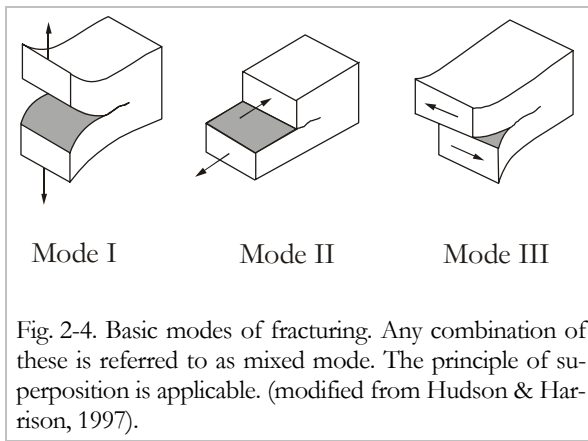 Mode I Mode II Mode III
Fig. 2-4. Basic modes of fracturing. Any combination of
these is referred to as mixed mode. The principle of su-
perposition is applicable. (modified from Hudson & Har-
rison, 1997).